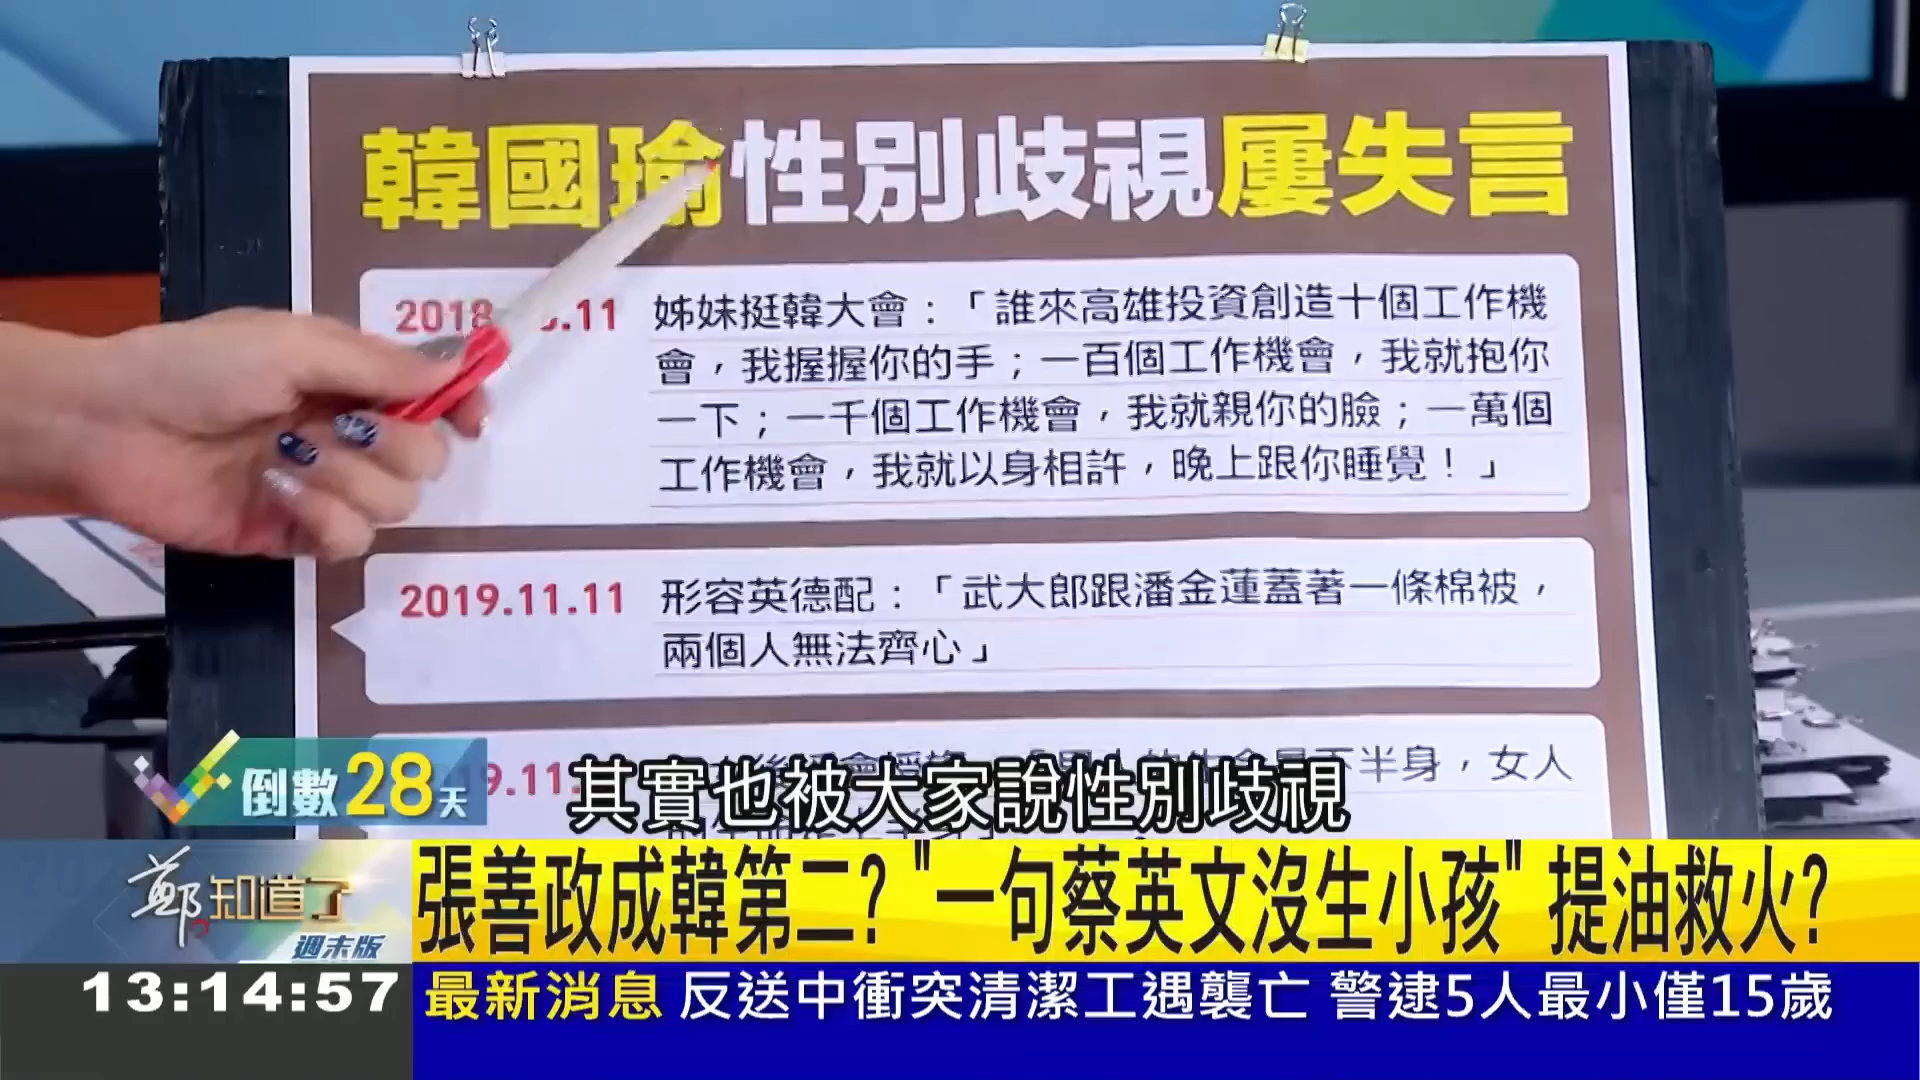 韓國瑜性別歧視屢失言
2018 .11
姊妹挺韓大會：「誰來高雄投資創造十個工作機
會，我握握你的手；一百個工作機會，我就抱你
一下；一千個工作機會，我就親你的臉；一萬個
工作機會，我就以身相許，晚上跟你睡覺！」
2019.11.11
形容英德配：「武大郎跟潘金蓮蓋著一條棉被，
兩個人無法齊心」
9.11
半身，女人
倒數28天
其實也被大家說性別歧視
鄭知道了
週末版
張善政成韓第二？"一句蔡英文沒生小孩"提油救火？
13:14:57
最新消息 反送中衝突清潔工遇襲亡 警逮5人最小僅15歲